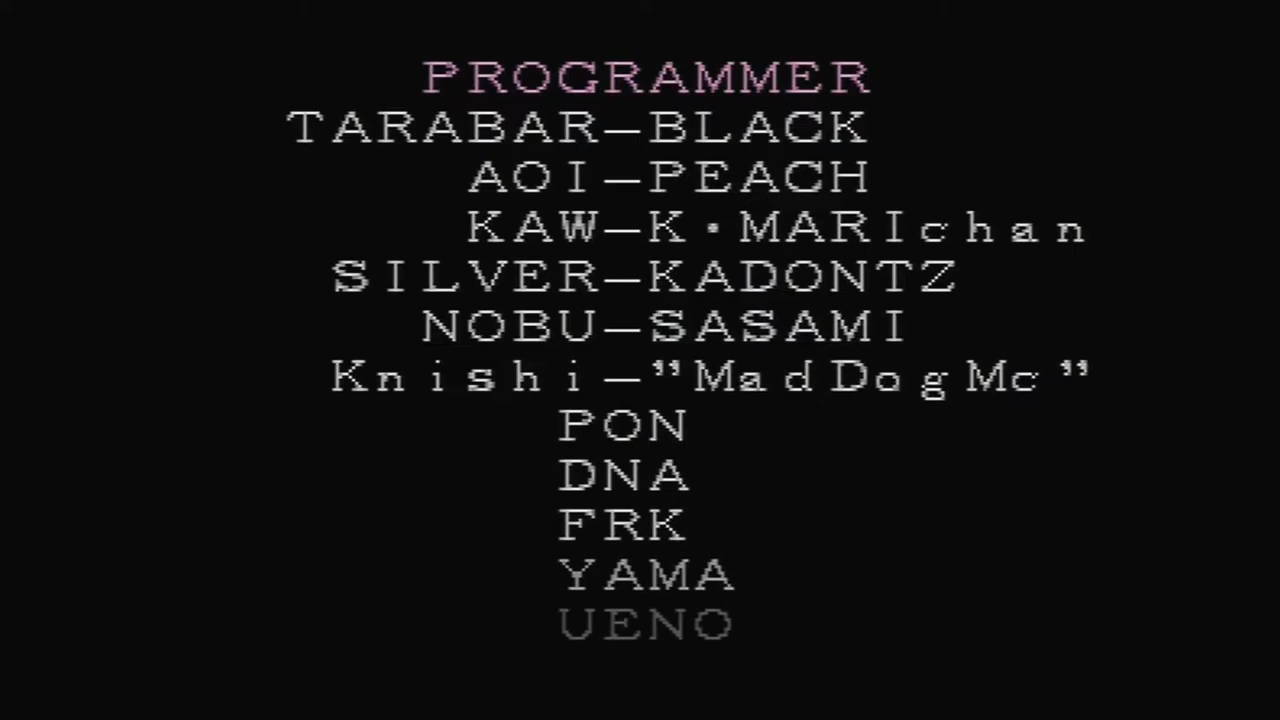 PROGRAMMER
TARABAR–BLACK
AOI–PEACH
KAW–K・MARIchan
SILVER–KADONTZ
NOBU–SASAMI
Knishi–"MadDogMc"
PON
DNA
FRK
YAMA
UENO